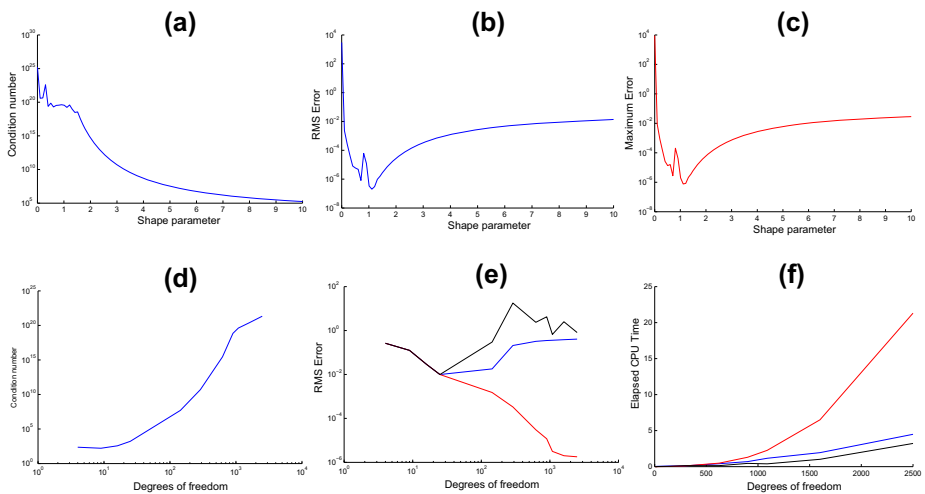 (a) (b) (c)
10^30
10^25
10^20
10^15
10^10
10^5
Condition number
0 1 2 3 4 5 6 7 8 9 10
Shape parameter
10^4
10^2
10^0
10^−2
10^−4
10^−6
10^−8
RMS Error
0 1 2 3 4 5 6 7 8 9 10
Shape parameter
10^4
10^2
10^0
10^−2
10^−4
10^−6
10^−8
Maximum Error
0 1 2 3 4 5 6 7 8 9 10
Shape parameter
(d) (e) (f)
10^25
10^20
10^15
10^10
10^5
10^0
Condition number
10^0 10^1 10^2 10^3 10^4
Degrees of freedom
10^2
10^0
10^−2
10^−4
10^−6
RMS Error
10^0 10^1 10^2 10^3 10^4
Degrees of freedom
25
20
15
10
5
0
Elapsed CPU Time
0 500 1000 1500 2000 2500
Degrees of freedom